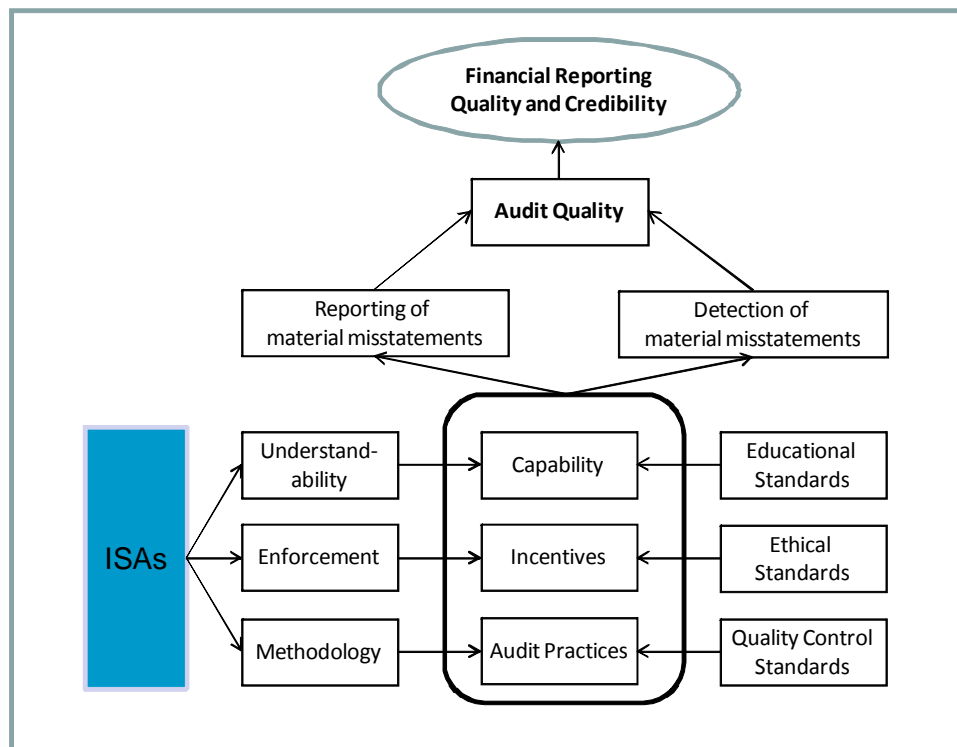 Financial Reporting
Quality and Credibility
Audit Quality
Reporting of
material misstatements
Detection of
material misstatements
ISAs
Understand-
ability
Capability
Educational
Standards
Enforcement
Incentives
Ethical
Standards
Methodology
Audit Practices
Quality Control
Standards